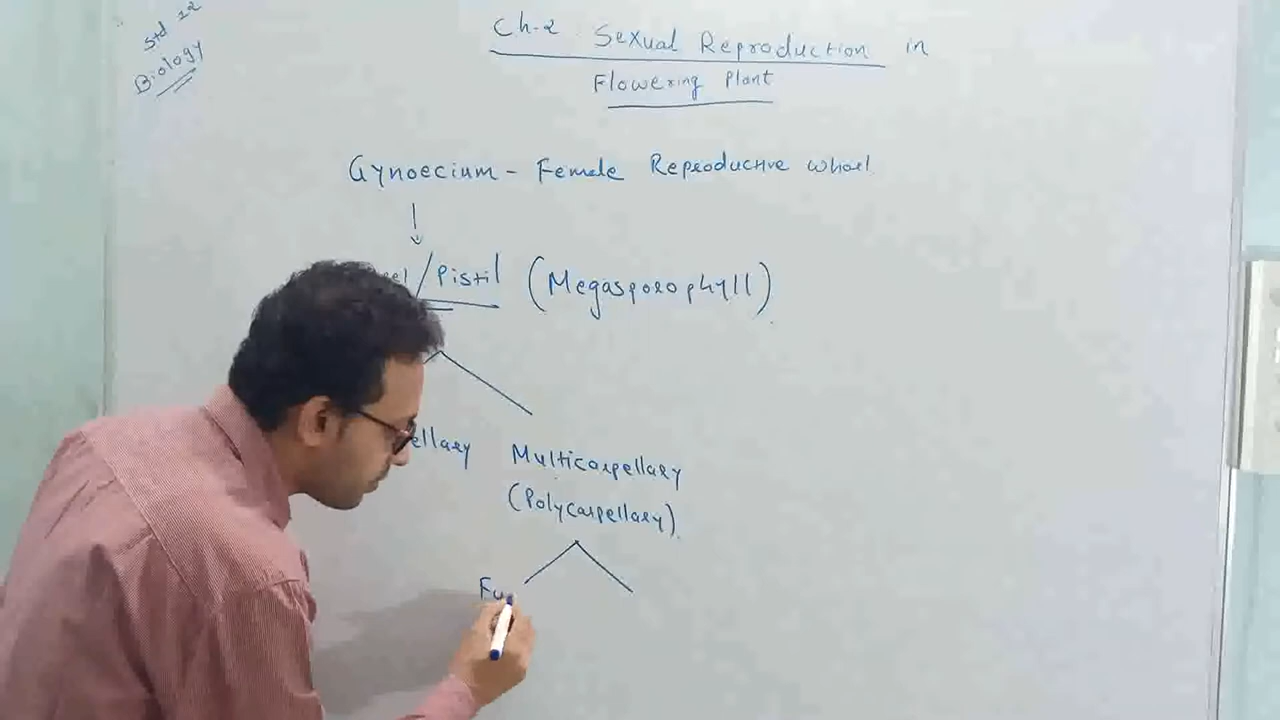 Std 12
Biology
Ch-2 Sexual Reproduction in
Flowering Plant
Gynoecium - Female Reproductive whorl
/Pistil (Megasporophyll)
ellary Multicarpellary
(Polycarpellary)
Fu